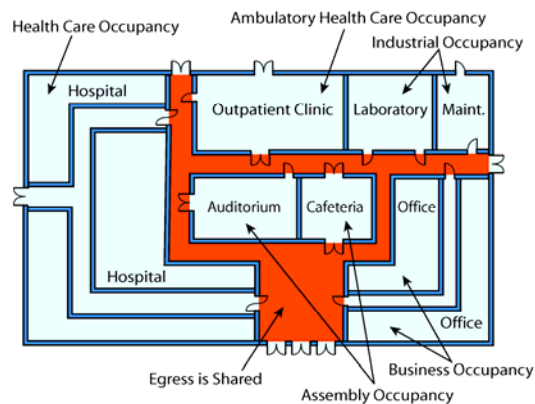 Ambulatory Health Care Occupancy
Health Care Occupancy
Industrial Occupancy
Hospital
Outpatient Clinic
Laboratory
Maint.
Auditorium
Cafeteria
Office
Hospital
Office
Egress is Shared
Business Occupancy
Assembly Occupancy